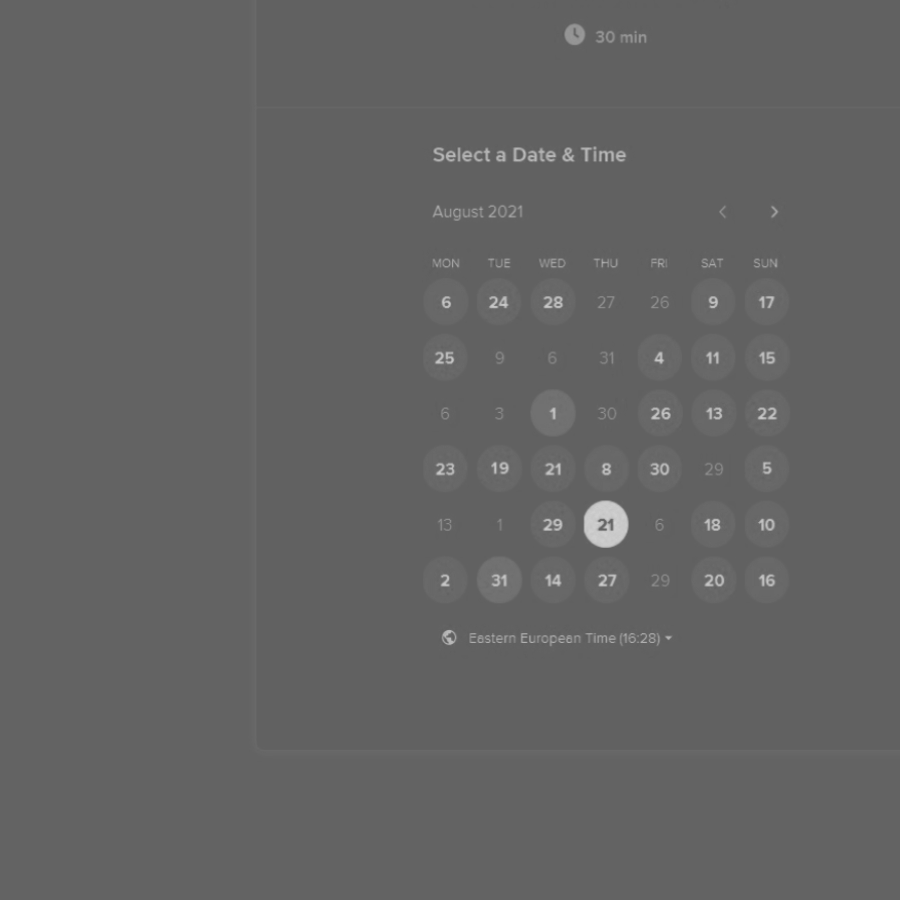 30 min
Select a Date & Time
August 2021
MON TUE WED THU FRI SAT SUN
6 24 28 27 26 9 17
25 9 6 31 4 11 15
6 3 1 30 26 13 22
23 19 21 8 30 29 5
13 1 29 21 6 18 10
2 31 14 27 29 20 16
Eastern European Time (16:28)